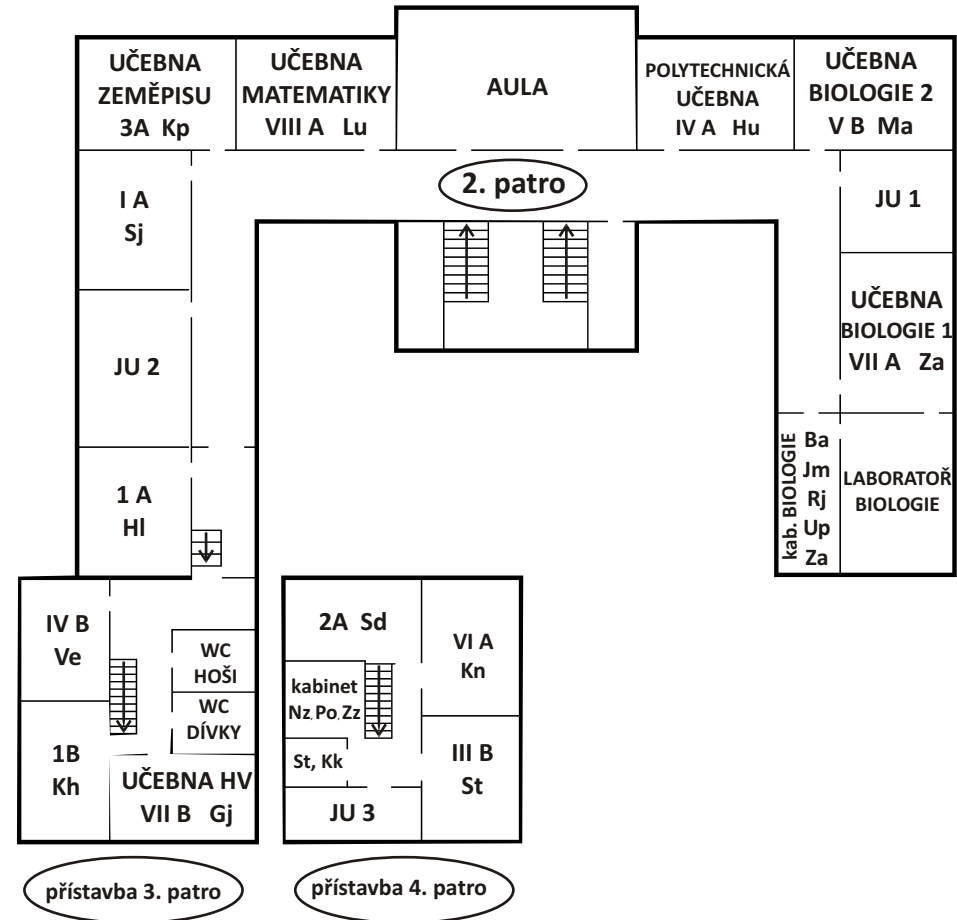 UČEBNA
ZEMĚPISU
3A Kp
UČEBNA
MATEMATIKY
VIII A Lu
AULA
POLYTECHNICKÁ
UČEBNA
IV A Hu
UČEBNA
BIOLOGIE 2
V B Ma
2. patro
I A
Sj
JU 1
JU 2
UČEBNA
BIOLOGIE 1
VII A Za
1 A
Hl
kab. BIOLOGIE
Ba
Jm
Rj
Up
Za
LABORATOŘ
BIOLOGIE
IV B
Ve
WC
HOŠI
WC
DÍVKY
1B
Kh
UČEBNA HV
VII B Gj
2A Sd
VI A
Kn
kabinet
Nz, Po, Zz
St, Kk
III B
St
JU 3
přístavba 3. patro
přístavba 4. patro